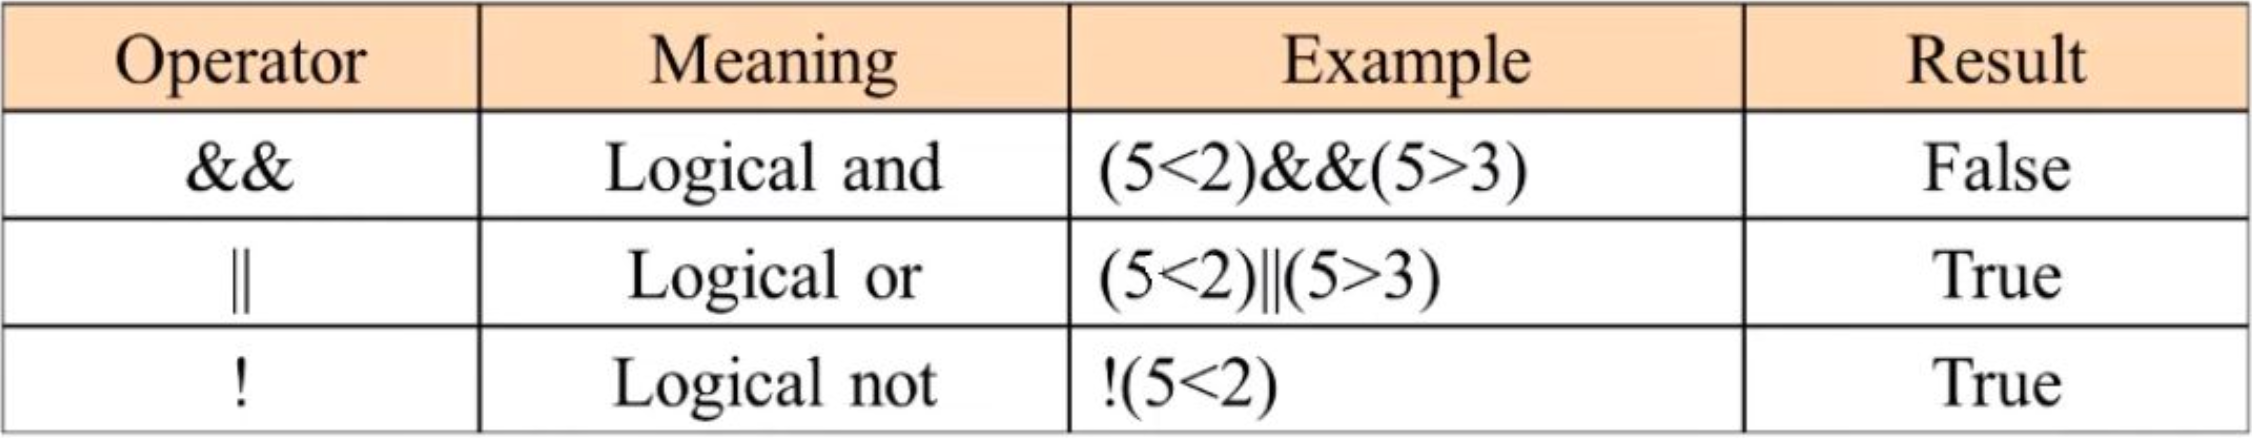 Operator Meaning Example Result
&& Logical and (5<2)&&(5>3) False
|| Logical or (5<2)||(5>3) True
! Logical not !(5<2) True